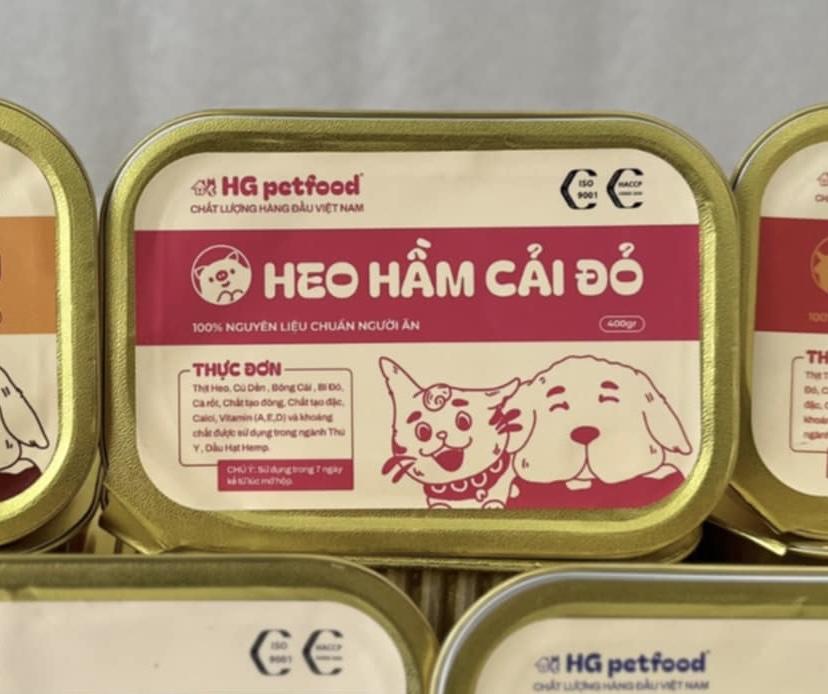 HG petfood
CHẤT LƯỢNG HÀNG ĐẦU VIỆT NAM
ISO
9001
HACCP
HEO HẦM CẢI ĐỎ
100% NGUYÊN LIỆU CHUẨN NGƯỜI ĂN
400gr
THỰC ĐƠN
Thịt Heo, Củ Dền , Bông Cải , Bí Đỏ,
Cà rốt, Chất tạo đông, Chất tạo đặc,
Calci, Vitamin (A,E,D) và khoáng
chất được sử dụng trong ngành Thú
Y , Dầu Hạt Hemp.
CHÚ Ý: Sử dụng trong 7 ngày
kể từ lúc mở hộp.
ISO
9001
HACCP
HG petfood
CHẤT LƯỢNG HÀNG ĐẦU VIỆT NAM